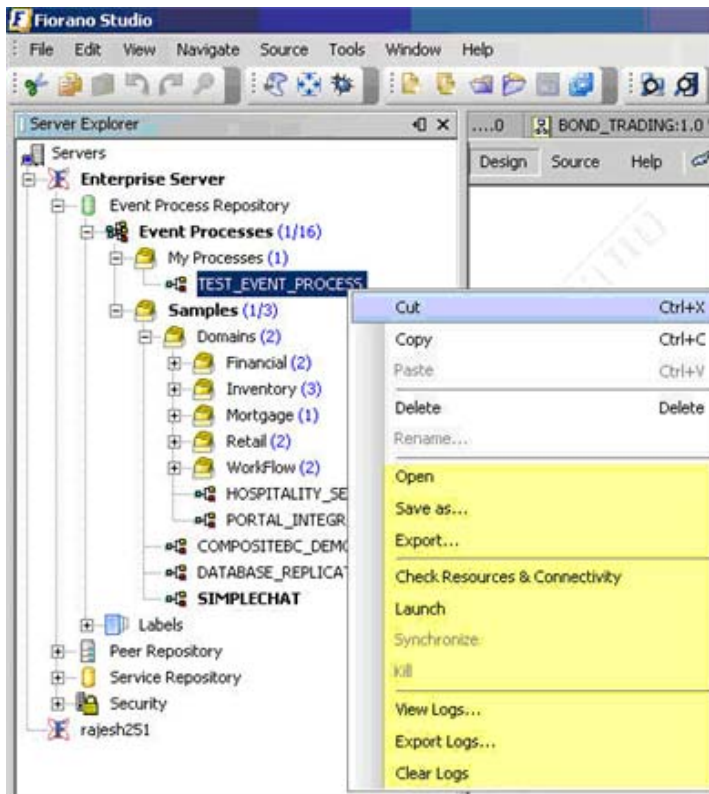 Fiorano Studio
File Edit View Navigate Source Tools Window Help
Server Explorer
....0 BOND_TRADING:1.0
Design Source Help
Servers
Enterprise Server
Event Process Repository
Event Processes (1/16)
My Processes (1)
TEST_EVENT_PROCESS
Samples (1/3)
Domains (2)
Financial (2)
Inventory (3)
Mortgage (1)
Retail (2)
WorkFlow (2)
HOSPITALITY_SE
PORTAL_INTEGR
COMPOSITEBC_DEMO
DATABASE_REPLICAT
SIMPLECHAT
Labels
Peer Repository
Service Repository
Security
rajesh251
Cut Ctrl+X
Copy Ctrl+C
Paste Ctrl+V
Delete Delete
Rename...
Open
Save as...
Export...
Check Resources & Connectivity
Launch
Synchronize
Kill
View Logs...
Export Logs...
Clear Logs